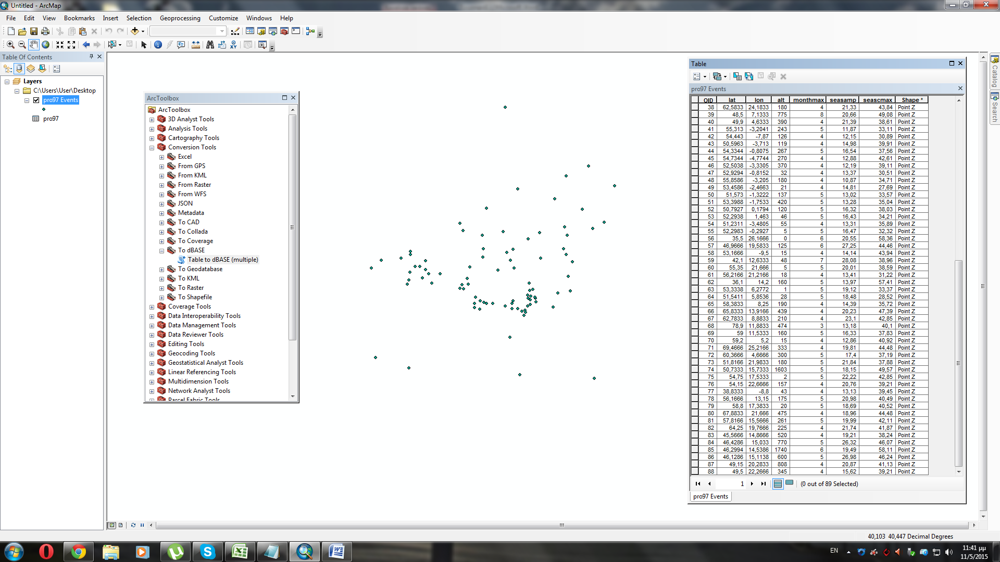 Untitled - ArcMap
File Edit View Bookmarks Insert Selection Geoprocessing Customize Windows Help
Table Of Contents
Layers
C:\Users\User\Desktop
pro97 Events
pro97
ArcToolbox
ArcToolbox
3D Analyst Tools
Analysis Tools
Cartography Tools
Conversion Tools
Excel
From GPS
From KML
From Raster
From WFS
JSON
Metadata
To CAD
To Collada
To Coverage
To dBASE
Table to dBASE (multiple)
To Geodatabase
To KML
To Raster
To Shapefile
Coverage Tools
Data Interoperability Tools
Data Management Tools
Data Reviewer Tools
Editing Tools
Geocoding Tools
Geostatistical Analyst Tools
Linear Referencing Tools
Multidimension Tools
Network Analyst Tools
Parcel Fabric Tools
Table
pro97 Events
OID lat lon alt monthmax seasamp seascmax Shape *
38 62,5833 24,1833 180 4 21,33 43,84 Point Z
39 48,5 7,1333 775 8 20,66 49,08 Point Z
40 49,9 4,6333 390 4 21,39 38,61 Point Z
41 55,313 -3,2041 243 5 11,87 33,11 Point Z
42 54,443 -7,87 126 4 12,15 30,89 Point Z
43 50,5963 -3,713 119 4 14,98 39,91 Point Z
44 54,3344 -0,8075 267 5 16,54 37,56 Point Z
45 54,7344 -4,7744 270 4 12,88 42,61 Point Z
46 52,5038 -3,3305 370 4 12,19 39,11 Point Z
47 52,9294 -0,8152 32 4 13,37 30,51 Point Z
48 55,8586 -3,205 180 4 10,87 34,71 Point Z
49 53,4586 -2,4663 21 4 14,81 27,69 Point Z
50 51,573 -1,3222 137 5 13,02 33,57 Point Z
51 53,3988 -1,7533 420 5 13,28 35,04 Point Z
52 50,7927 0,1794 120 5 16,32 38,03 Point Z
53 52,2938 1,463 46 5 16,43 34,21 Point Z
54 51,2311 -3,4805 55 4 13,31 35,89 Point Z
55 52,2983 -0,2927 5 5 16,47 32,32 Point Z
56 35,5 26,1666 0 6 20,55 58,36 Point Z
57 46,9666 19,5833 125 6 27,25 44,46 Point Z
58 53,1666 -9,5 15 4 14,14 43,94 Point Z
59 42,1 12,6333 48 7 28,08 38,96 Point Z
60 55,35 21,666 5 5 20,01 38,59 Point Z
61 56,2166 21,2166 18 4 13,41 31,22 Point Z
62 36,1 14,2 160 5 13,97 57,41 Point Z
63 53,3338 6,2772 1 5 19,12 33,37 Point Z
64 51,5411 5,8536 28 5 18,48 28,52 Point Z
65 58,3833 8,25 190 4 14,39 35,72 Point Z
66 65,8333 13,9166 439 4 20,23 47,39 Point Z
67 62,7833 8,8833 210 4 23,1 42,85 Point Z
68 78,9 11,8833 474 3 13,18 40,1 Point Z
69 59 11,5333 160 5 16,33 37,83 Point Z
70 59,2 5,2 15 4 12,86 40,92 Point Z
71 69,4666 25,2166 333 4 19,81 44,48 Point Z
72 60,3666 4,6666 300 5 17,4 37,19 Point Z
73 51,8166 21,9833 180 5 21,84 37,88 Point Z
74 50,7333 15,7333 1603 5 18,15 49,57 Point Z
75 54,75 17,5333 2 5 22,22 42,85 Point Z
76 54,15 22,6666 157 4 20,76 39,21 Point Z
77 38,8333 -8,8 43 4 13,13 39,45 Point Z
78 56,1666 13,15 175 5 20,98 40,49 Point Z
79 58,8 17,3833 20 5 18,69 40,52 Point Z
80 67,8833 21,666 475 4 18,96 44,48 Point Z
81 57,8166 15,5666 261 5 19,99 42,11 Point Z
82 64,25 19,7666 225 4 21,74 41,87 Point Z
83 45,5666 14,8666 520 4 19,21 38,24 Point Z
84 46,4286 15,033 770 5 26,32 46,07 Point Z
85 46,2994 14,5386 1740 6 19,49 58,11 Point Z
86 46,1286 15,1138 600 5 26,98 46,24 Point Z
87 49,15 20,2833 808 4 20,87 41,13 Point Z
88 49,5 22,2666 345 4 15,62 39,21 Point Z
1 (0 out of 89 Selected)
pro97 Events
Catalog
Search
40,103 40,447 Decimal Degrees
EN 11:41 μμ
11/5/2015